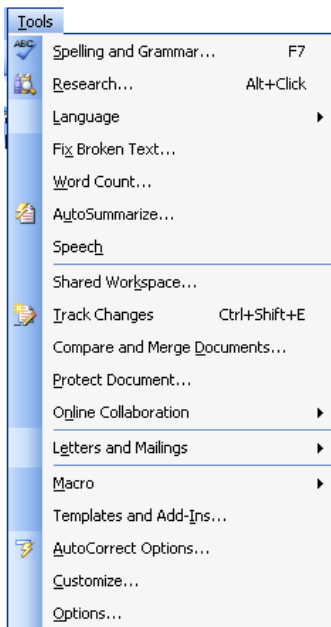 Tools
ABC
Spelling and Grammar... F7
Research... Alt+Click
Language
Fix Broken Text...
Word Count...
AutoSummarize...
Speech
Shared Workspace...
Track Changes Ctrl+Shift+E
Compare and Merge Documents...
Protect Document...
Online Collaboration
Letters and Mailings
Macro
Templates and Add-Ins...
AutoCorrect Options...
Customize...
Options...